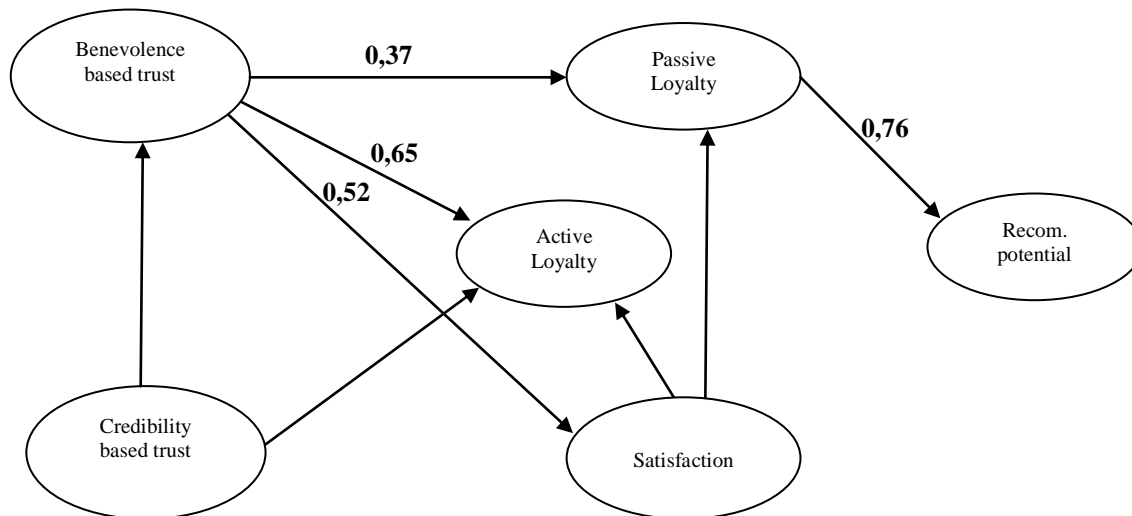 Benevolence
based trust
0,37
Passive
Loyalty
0,76
0,65
0,52
Active
Loyalty
Recom.
potential
Credibility
based trust
Satisfaction